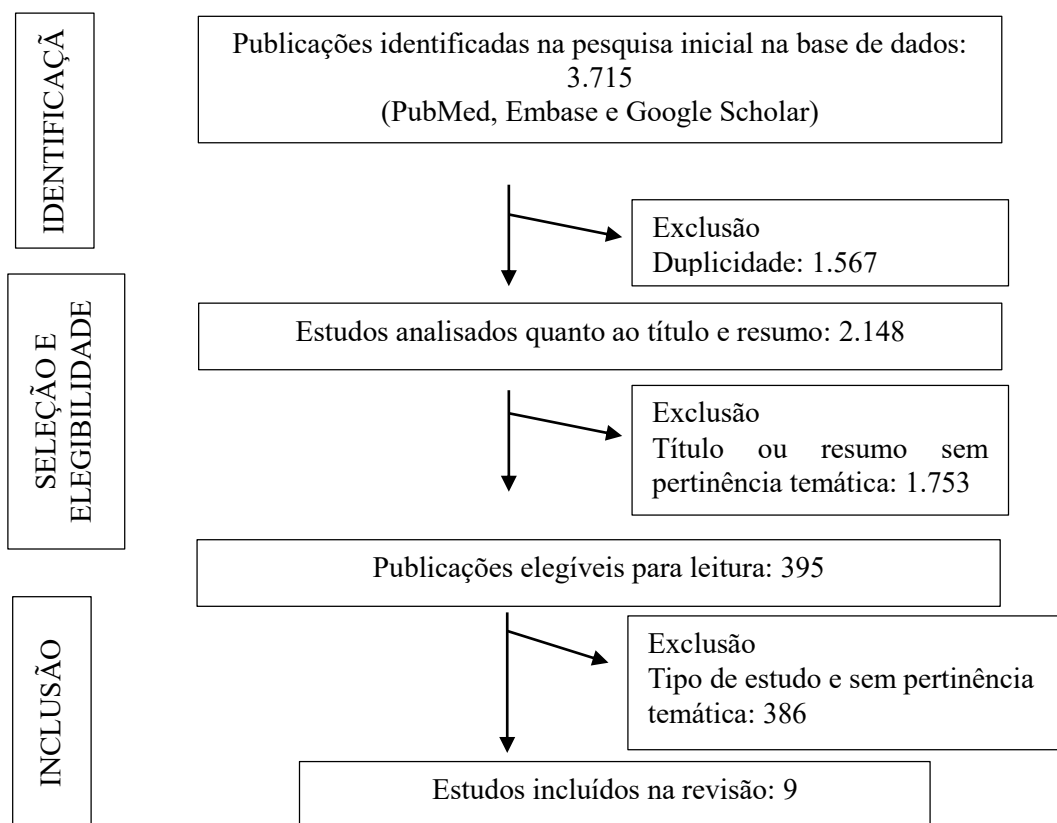 IDENTIFICAÇÃ
Publicações identificadas na pesquisa inicial na base de dados:
3.715
(PubMed, Embase e Google Scholar)
Exclusão
Duplicidade: 1.567
SELEÇÃO E
ELEGIBILIDADE
Estudos analisados quanto ao título e resumo: 2.148
Exclusão
Título ou resumo sem
pertinência temática: 1.753
Publicações elegíveis para leitura: 395
INCLUSÃO
Exclusão
Tipo de estudo e sem pertinência
temática: 386
Estudos incluídos na revisão: 9